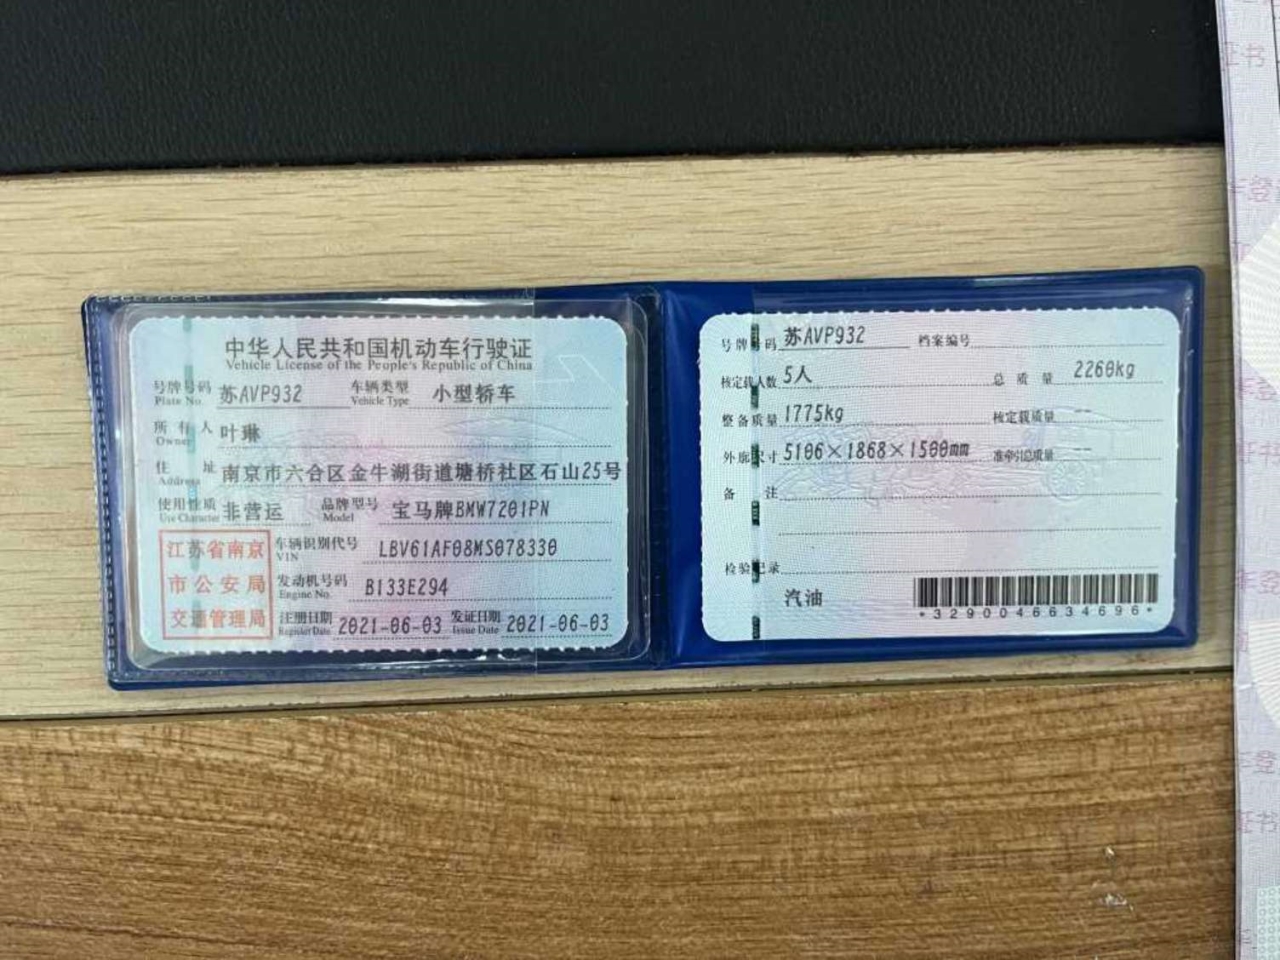 中华人民共和国机动车行驶证
Vehicle License of the People's Republic of China
号牌号码 苏AVP932 车辆类型 小型轿车
Plate No. Vehicle Type
所有人 叶琳
Owner
住址 南京市六合区金牛湖街道塘桥社区石山25号
Address
使用性质 非营运 品牌型号 宝马牌BMW7201PN
Use Character Model
江苏省南京
市公安局
交通管理局
车辆识别代号 LBV61AF08MS078330
VIN
发动机号码 B133E294
Engine No.
注册日期 2021-06-03 发证日期 2021-06-03
Register Date Issue Date
号牌号码 苏AVP932 档案编号
核定载人数 5人 总质量 2260kg
整备质量 1775kg 核定载质量 --
外廓尺寸 5106×1868×1500mm 准牵引总质量 --
备注
检验记录
汽油
*3290046634696*
证书
登
证书
登
证书